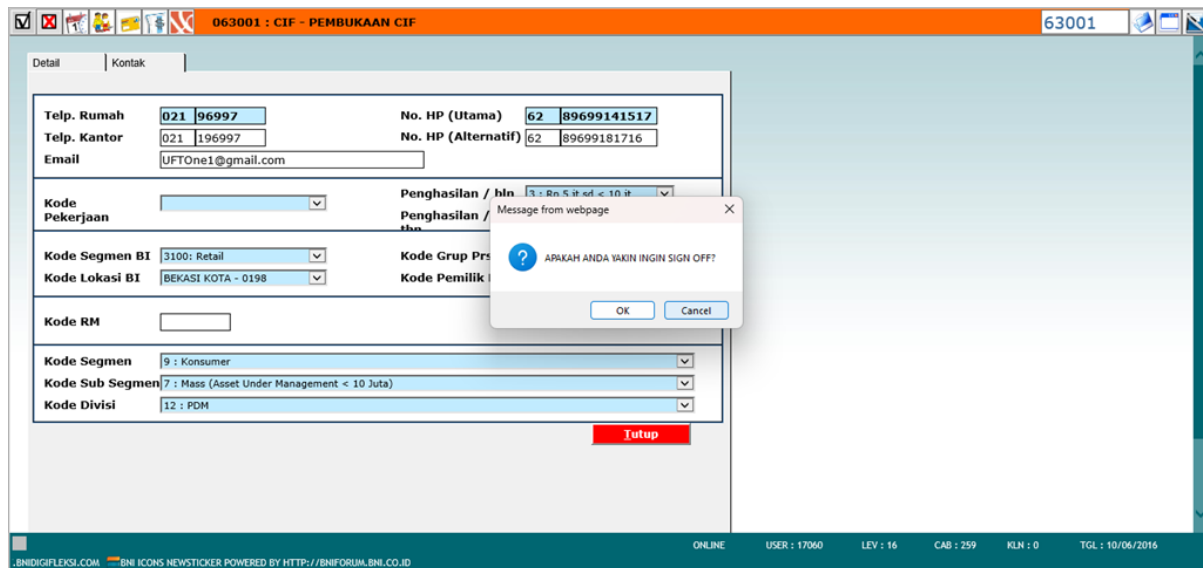 063001 : CIF - PEMBUKAAN CIF
63001
Detail
Kontak
Telp. Rumah 021 96997 No. HP (Utama) 62 89699141517
Telp. Kantor 021 196997 No. HP (Alternatif) 62 89699181716
Email UFTOne1@gmail.com
Kode Pekerjaan
Penghasilan / bln 3 : Rp 5 jt sd < 10 jt
Penghasilan / thn
Message from webpage
APAKAH ANDA YAKIN INGIN SIGN OFF?
OK Cancel
Kode Segmen BI 3100: Retail Kode Grup Prs
Kode Lokasi BI BEKASI KOTA - 0198 Kode Pemilik
Kode RM
Kode Segmen 9 : Konsumer
Kode Sub Segmen 7 : Mass (Asset Under Management < 10 Juta)
Kode Divisi 12 : PDM
Tutup
ONLINE USER : 17060 LEV : 16 CAB : 259 KLN : 0 TGL : 10/06/2016
.BNIDIGIFLEKSI.COM BNI ICONS NEWSTICKER POWERED BY HTTP://BNIFORUM.BNI.CO.ID